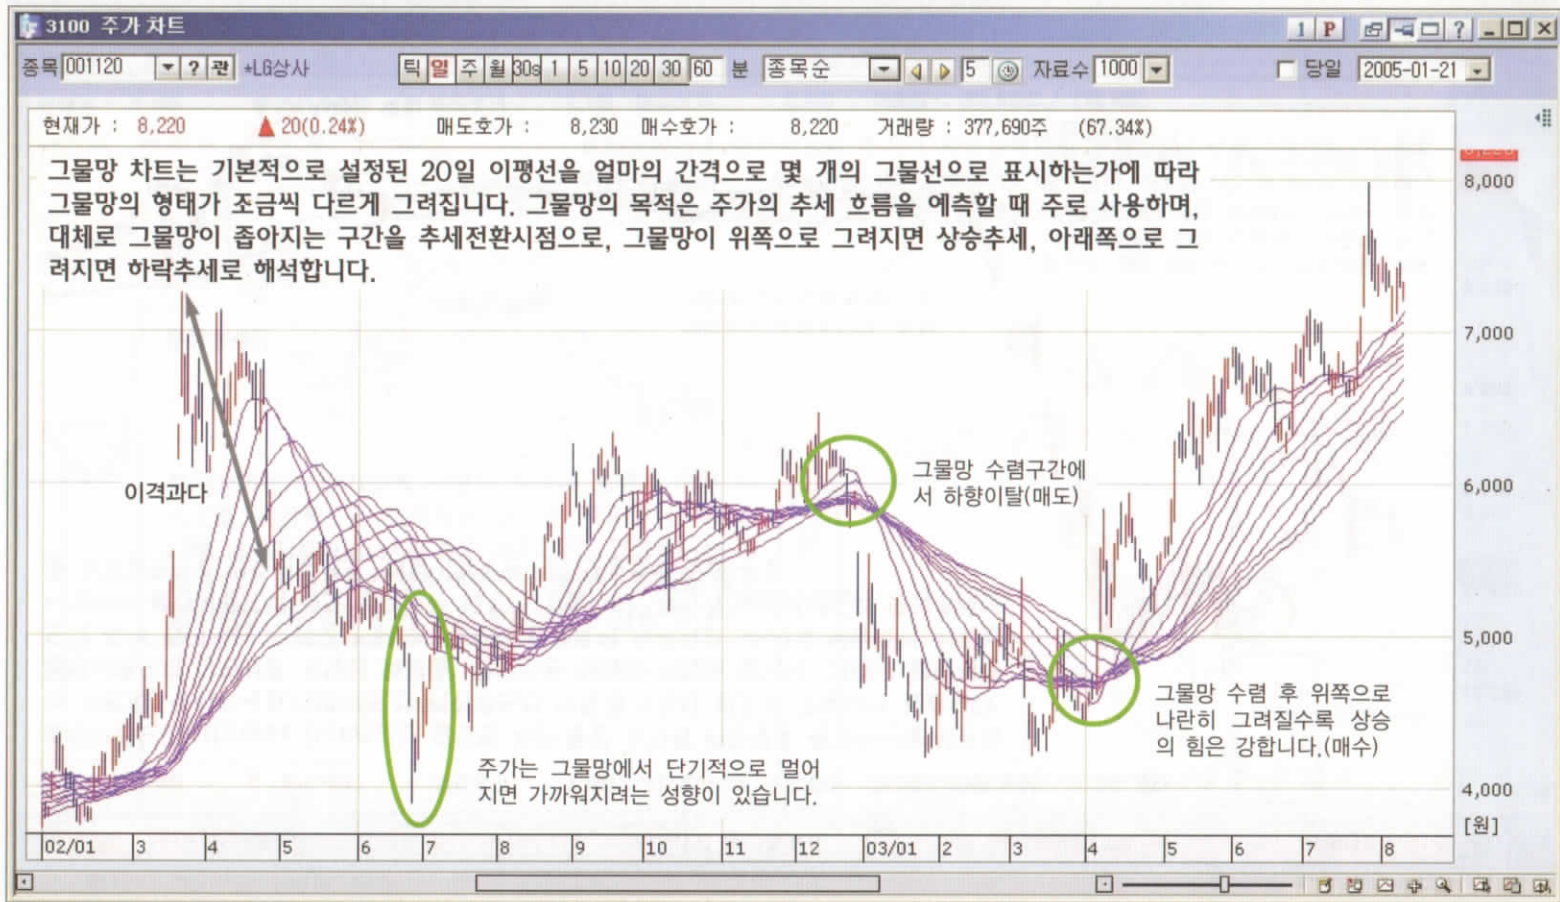 3100 주가 차트
1 P ?
종목 001120 ? 관 *LG상사 틱 일 주 월 30s 1 5 10 20 30 60 분 종목순 5 자료수 1000 당일 2005-01-21
현재가 : 8,220 ▲ 20(0.24%) 매도호가 : 8,230 매수호가 : 8,220 거래량 : 377,690주 (67.34%)
그물망 차트는 기본적으로 설정된 20일 이평선을 얼마의 간격으로 몇 개의 그물선으로 표시하는가에 따라
그물망의 형태가 조금씩 다르게 그려집니다. 그물망의 목적은 주가의 추세 흐름을 예측할 때 주로 사용하며,
대체로 그물망이 좁아지는 구간을 추세전환시점으로, 그물망이 위쪽으로 그려지면 상승추세, 아래쪽으로 그
려지면 하락추세로 해석합니다.
8,000
7,000
6,000
5,000
4,000
[원]
이격과다
그물망 수렴구간에
서 하향이탈(매도)
그물망 수렴 후 위쪽으로
나란히 그려질수록 상승
의 힘은 강합니다.(매수)
주가는 그물망에서 단기적으로 멀어
지면 가까워지려는 성향이 있습니다.
02/01 3 4 5 6 7 8 9 10 11 12 03/01 2 3 4 5 6 7 8